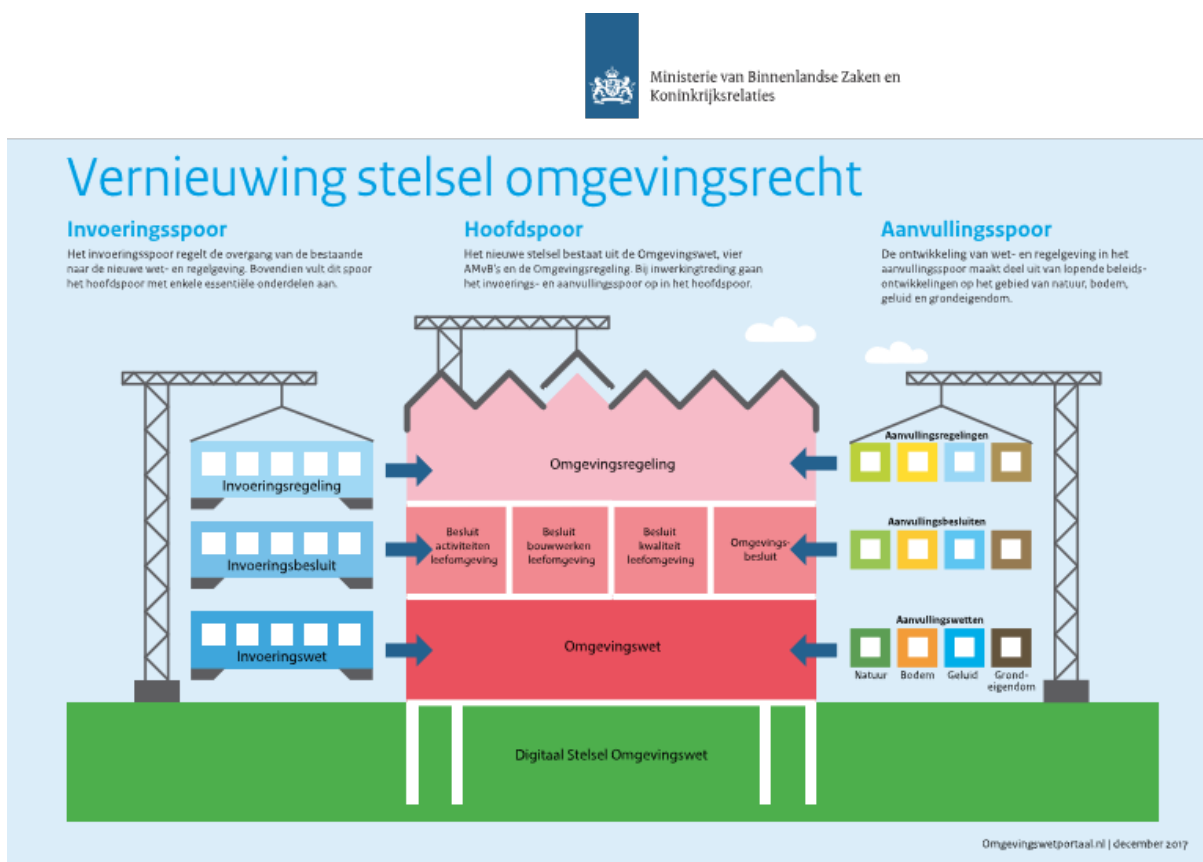 Ministerie van Binnenlandse Zaken en
Koninkrijksrelaties
Vernieuwing stelsel omgevingsrecht
Invoeringsspoor
Het invoeringsspoor regelt de overgang van de bestaande
naar de nieuwe wet- en regelgeving. Bovendien vult dit spoor
het hoofdspoor met enkele essentiële onderdelen aan.
Hoofdspoor
Het nieuwe stelsel bestaat uit de Omgevingswet, vier
AMvB's en de Omgevingsregeling. Bij inwerkingtreding gaan
het invoerings- en aanvullingsspoor op in het hoofdspoor.
Aanvullingsspoor
De ontwikkeling van wet- en regelgeving in het
aanvullingsspoor maakt deel uit van lopende beleids-
ontwikkelingen op het gebied van natuur, bodem,
geluid en grondeigendom.
Invoeringsregeling
Invoeringsbesluit
Invoeringswet
Omgevingsregeling
Besluit
activiteiten
leefomgeving
Besluit
bouwwerken
leefomgeving
Besluit
kwaliteit
leefomgeving
Omgevings-
besluit
Omgevingswet
Digitaal Stelsel Omgevingswet
Aanvullingsregelingen
Aanvullingsbesluiten
Aanvullingswetten
Natuur
Bodem
Geluid
Grond-
eigendom
Omgevingswetportaal.nl | december 2017